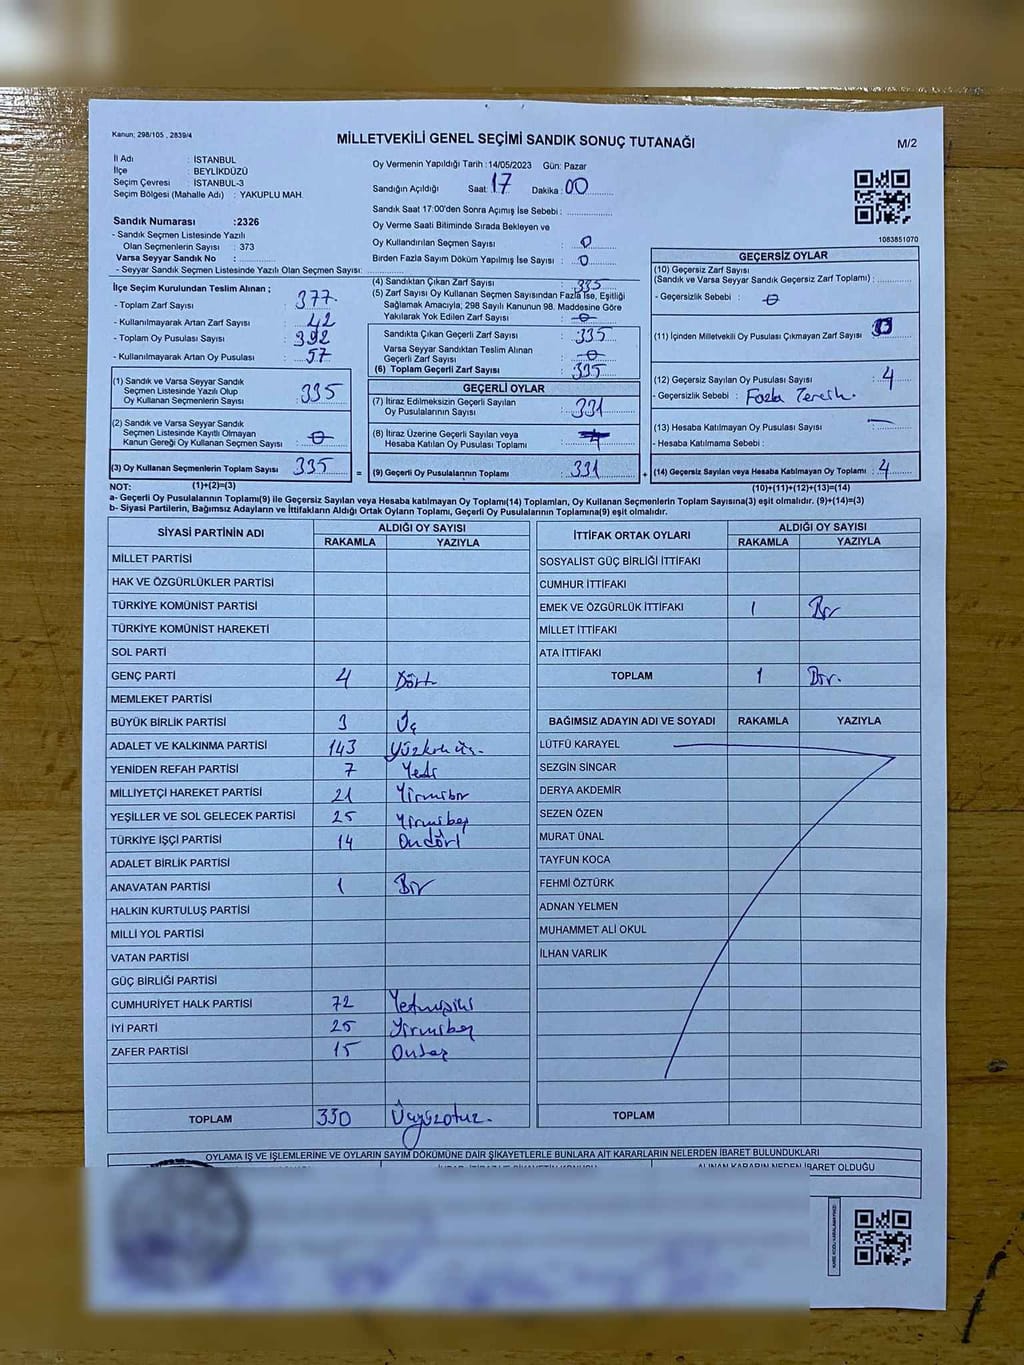 Kanun; 298/105 , 2839/4
MİLLETVEKİLİ GENEL SEÇİMİ SANDIK SONUÇ TUTANAĞI
M/2
İl Adı : İSTANBUL
İlçe : BEYLİKDÜZÜ
Seçim Çevresi : İSTANBUL-3
Seçim Bölgesi (Mahalle Adı) : YAKUPLU MAH.
Sandık Numarası :2326
- Sandık Seçmen Listesinde Yazılı
Olan Seçmenlerin Sayısı : 373
Varsa Seyyar Sandık No :
- Seyyar Sandık Seçmen Listesinde Yazılı Olan Seçmen Sayısı:
Oy Vermenin Yapıldığı Tarih :14/05/2023 Gün: Pazar
Sandığın Açıldığı Saat: 17 Dakika : 00
Sandık Saat 17:00'den Sonra Açımış İse Sebebi :
Oy Verme Saati Bitiminde Sırada Bekleyen ve
Oy Kullandırılan Seçmen Sayısı : 0
Birden Fazla Sayım Döküm Yapılmış İse Sayısı : 0
1083851070
İlçe Seçim Kurulundan Teslim Alınan ;
- Toplam Zarf Sayısı : 377
- Kullanılmayarak Artan Zarf Sayısı : 42
- Toplam Oy Pusulası Sayısı : 392
- Kullanılmayarak Artan Oy Pusulası : 57
(1) Sandık ve Varsa Seyyar Sandık
Seçmen Listesinde Yazılı Olup
Oy Kullanan Seçmenlerin Sayısı : 335
(2) Sandık ve Varsa Seyyar Sandık
Seçmen Listesinde Kayıtlı Olmayan
Kanun Gereği Oy Kullanan Seçmen Sayısı : 0
(3) Oy Kullanan Seçmenlerin Toplam Sayısı 335
(1)+(2)=(3)
(4) Sandıktan Çıkan Zarf Sayısı : 335
(5) Zarf Sayısı Oy Kullanan Seçmen Sayısından Fazla İse, Eşitliği
Sağlamak Amacıyla; 298 Sayılı Kanunun 98. Maddesine Göre
Yakılarak Yok Edilen Zarf Sayısı : 0
Sandıkta Çıkan Geçerli Zarf Sayısı : 335
Varsa Seyyar Sandıktan Teslim Alınan
Geçerli Zarf Sayısı : 0
(6) Toplam Geçerli Zarf Sayısı : 335
GEÇERLİ OYLAR
(7) İtiraz Edilmeksizin Geçerli Sayılan
Oy Pusulalarının Sayısı : 331
(8) İtiraz Üzerine Geçerli Sayılan veya
Hesaba Katılan Oy Pusulası Toplamı :
= (9) Geçerli Oy Pusulalarının Toplamı : 331 +
GEÇERSİZ OYLAR
(10) Geçersiz Zarf Sayısı
(Sandık ve Varsa Seyyar Sandık Geçersiz Zarf Toplamı) :
- Geçersizlik Sebebi : 0
(11) İçinden Milletvekili Oy Pusulası Çıkmayan Zarf Sayısı :
(12) Geçersiz Sayılan Oy Pusulası Sayısı : 4
- Geçersizlik Sebebi : Fazla Tercih.
(13) Hesaba Katılmayan Oy Pusulası Sayısı :
- Hesaba Katılmama Sebebi :
(14) Geçersiz Sayılan veya Hesaba Katılmayan Oy Toplamı : 4
(10)+(11)+(12)+(13)=(14)
NOT:
a- Geçerli Oy Pusulalarının Toplamı(9) ile Geçersiz Sayılan veya Hesaba katılmayan Oy Toplamı(14) Toplamları, Oy Kullanan Seçmenlerin Toplam Sayısına(3) eşit olmalıdır. (9)+(14)=(3)
b- Siyasi Partilerin, Bağımsız Adayların ve İttifakların Aldığı Ortak Oyların Toplamı, Geçerli Oy Pusulalarının Toplamına(9) eşit olmalıdır.
SİYASİ PARTİNİN ADI ALDIĞI OY SAYISI
RAKAMLA YAZIYLA
MİLLET PARTİSİ
HAK VE ÖZGÜRLÜKLER PARTİSİ
TÜRKİYE KOMÜNİST PARTİSİ
TÜRKİYE KOMÜNİST HAREKETİ
SOL PARTİ
GENÇ PARTİ 4 Dört
MEMLEKET PARTİSİ
BÜYÜK BİRLİK PARTİSİ 3 Üç
ADALET VE KALKINMA PARTİSİ 143 Yüzkırküç.
YENİDEN REFAH PARTİSİ 7 Yedi
MİLLİYETÇİ HAREKET PARTİSİ 21 Yirmibir
YEŞİLLER VE SOL GELECEK PARTİSİ 25 Yirmibeş
TÜRKİYE İŞÇİ PARTİSİ 14 Ondört
ADALET BİRLİK PARTİSİ
ANAVATAN PARTİSİ 1 Bir
HALKIN KURTULUŞ PARTİSİ
MİLLİ YOL PARTİSİ
VATAN PARTİSİ
GÜÇ BİRLİĞİ PARTİSİ
CUMHURİYET HALK PARTİSİ 72 Yetmişiki
İYİ PARTİ 25 Yirmibeş
ZAFER PARTİSİ 15 Onbeş
TOPLAM 330 Üçyüzotuz.
İTTİFAK ORTAK OYLARI ALDIĞI OY SAYISI
RAKAMLA YAZIYLA
SOSYALİST GÜÇ BİRLİĞİ İTTİFAKI
CUMHUR İTTİFAKI
EMEK VE ÖZGÜRLÜK İTTİFAKI 1 Bir
MİLLET İTTİFAKI
ATA İTTİFAKI
TOPLAM 1 Bir.
BAĞIMSIZ ADAYIN ADI VE SOYADI RAKAMLA YAZIYLA
LÜTFÜ KARAYEL
SEZGİN SİNCAR
DERYA AKDEMİR
SEZEN ÖZEN
MURAT ÜNAL
TAYFUN KOCA
FEHMİ ÖZTÜRK
ADNAN YELMEN
MUHAMMET ALİ OKUL
İLHAN VARLIK
TOPLAM
OYLAMA İŞ VE İŞLEMLERİNE VE OYLARIN SAYIM DÖKÜMÜNE DAİR ŞİKAYETLERLE BUNLARA AİT KARARLARIN NELERDEN İBARET BULUNDUKLARI
ALINAN KARARIN NEDEN İBARET OLDUĞU